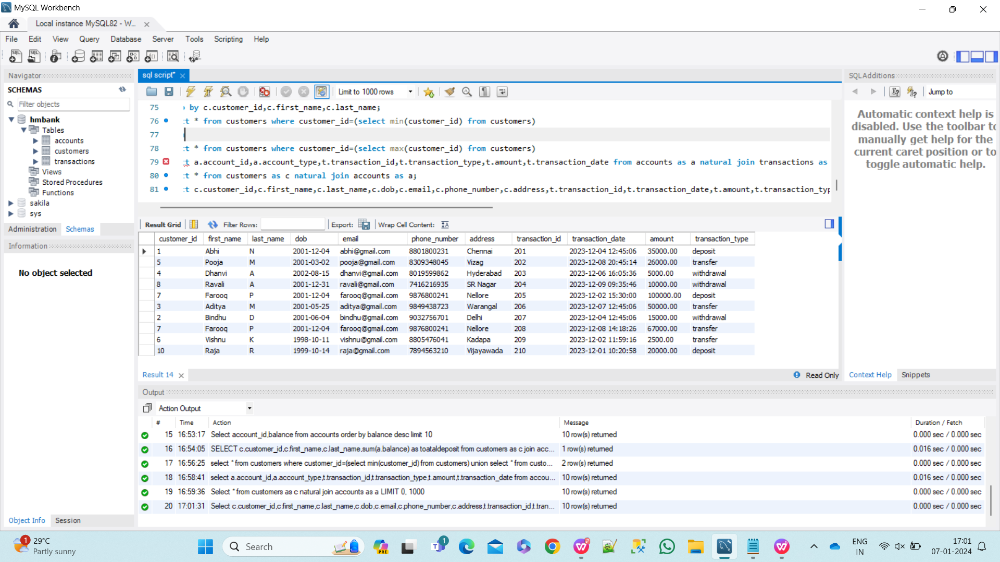 MySQL Workbench
Local instance MySQL82 - W...
File Edit View Query Database Server Tools Scripting Help
Navigator
SCHEMAS
Filter objects
hmbank
Tables
accounts
customers
transactions
Views
Stored Procedures
Functions
sakila
sys
Administration Schemas
Information
No object selected
Object Info Session
sql script*
Limit to 1000 rows
75 by c.customer_id,c.first_name,c.last_name;
76 :t * from customers where customer_id=(select min(customer_id) from customers)
77
78 :t * from customers where customer_id=(select max(customer_id) from customers)
79 :t a.account_id,a.account_type,t.transaction_id,t.transaction_type,t.amount,t.transaction_date from accounts as a natural join transactions as
80 :t * from customers as c natural join accounts as a;
81 :t c.customer_id,c.first_name,c.last_name,c.dob,c.email,c.phone_number,c.address,t.transaction_id,t.transaction_date,t.amount,t.transaction_typ
Result Grid Filter Rows: Export: Wrap Cell Content:
customer_id first_name last_name dob email phone_number address transaction_id transaction_date amount transaction_type
1 Abhi N 2001-12-04 abhi@gmail.com 8801800231 Chennai 201 2023-12-04 12:45:06 35000.00 deposit
5 Pooja M 2001-03-02 pooja@gmail.com 8309348045 Vizag 202 2023-12-08 20:45:14 26000.00 transfer
4 Dhanvi A 2002-08-15 dhanvi@gmail.com 8019599862 Hyderabad 203 2023-12-06 16:05:36 5000.00 withdrawal
8 Ravali A 2001-12-31 ravali@gmail.com 7416216935 SR Nagar 204 2023-12-09 09:35:46 10000.00 withdrawal
7 Farooq P 2001-12-04 farooq@gmail.com 9876800241 Nellore 205 2023-12-02 15:30:00 100000.00 deposit
3 Aditya M 2001-05-25 aditya@gmail.com 9849438723 Warangal 206 2023-12-07 12:45:06 50000.00 transfer
2 Bindhu D 2001-06-04 bindhu@gmail.com 9032756701 Delhi 207 2023-12-04 12:45:06 15000.00 withdrawal
7 Farooq P 2001-12-04 farooq@gmail.com 9876800241 Nellore 208 2023-12-08 14:18:26 67000.00 transfer
6 Vishnu K 1998-10-11 vishnu@gmail.com 8805476041 Kadapa 209 2023-12-02 11:59:16 2500.00 transfer
10 Raja R 1999-10-14 raja@gmail.com 7894563210 Vijayawada 210 2023-12-01 10:20:58 20000.00 deposit
Result 14
Read Only
SQLAdditions
Jump to
Automatic context help is
disabled. Use the toolbar to
manually get help for the
current caret position or to
toggle automatic help.
Context Help Snippets
Output
Action Output
# Time Action Message Duration / Fetch
15 16:53:17 Select account_id,balance from accounts order by balance desc limit 10 10 row(s) returned 0.000 sec / 0.000 sec
16 16:54:05 SELECT c.customer_id,c.first_name,c.last_name,sum(a.balance) as toataldeposit from customers as c join acc... 1 row(s) returned 0.016 sec / 0.000 sec
17 16:56:25 select * from customers where customer_id=(select min(customer_id) from customers) union select * from custo... 2 row(s) returned 0.000 sec / 0.000 sec
18 16:58:41 select a.account_id,a.account_type,t.transaction_id,t.transaction_type,t.amount,t.transaction_date from accou... 10 row(s) returned 0.016 sec / 0.000 sec
19 16:59:36 Select * from customers as c natural join accounts as a LIMIT 0, 1000 10 row(s) returned 0.000 sec / 0.000 sec
20 17:01:31 Select c.customer_id,c.first_name,c.last_name,c.dob,c.email,c.phone_number,c.address,t.transaction_id,t.tran... 10 row(s) returned 0.000 sec / 0.000 sec
1 29°C
Partly sunny
Search
PRE
1
ENG
IN
17:01
07-01-2024